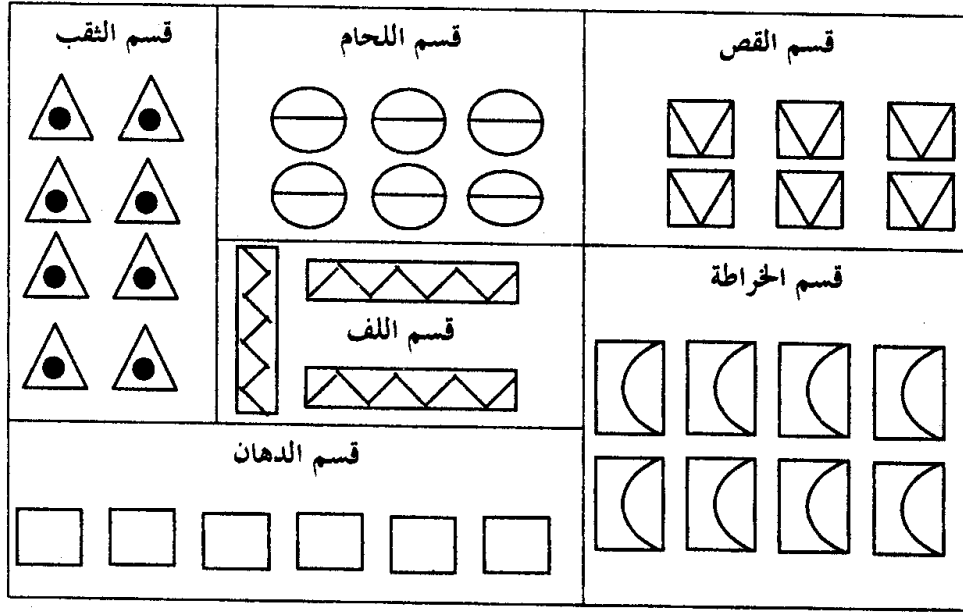 قسم القص
قسم اللحام
قسم الثقب
قسم الخراطة
قسم اللف
قسم الدهان